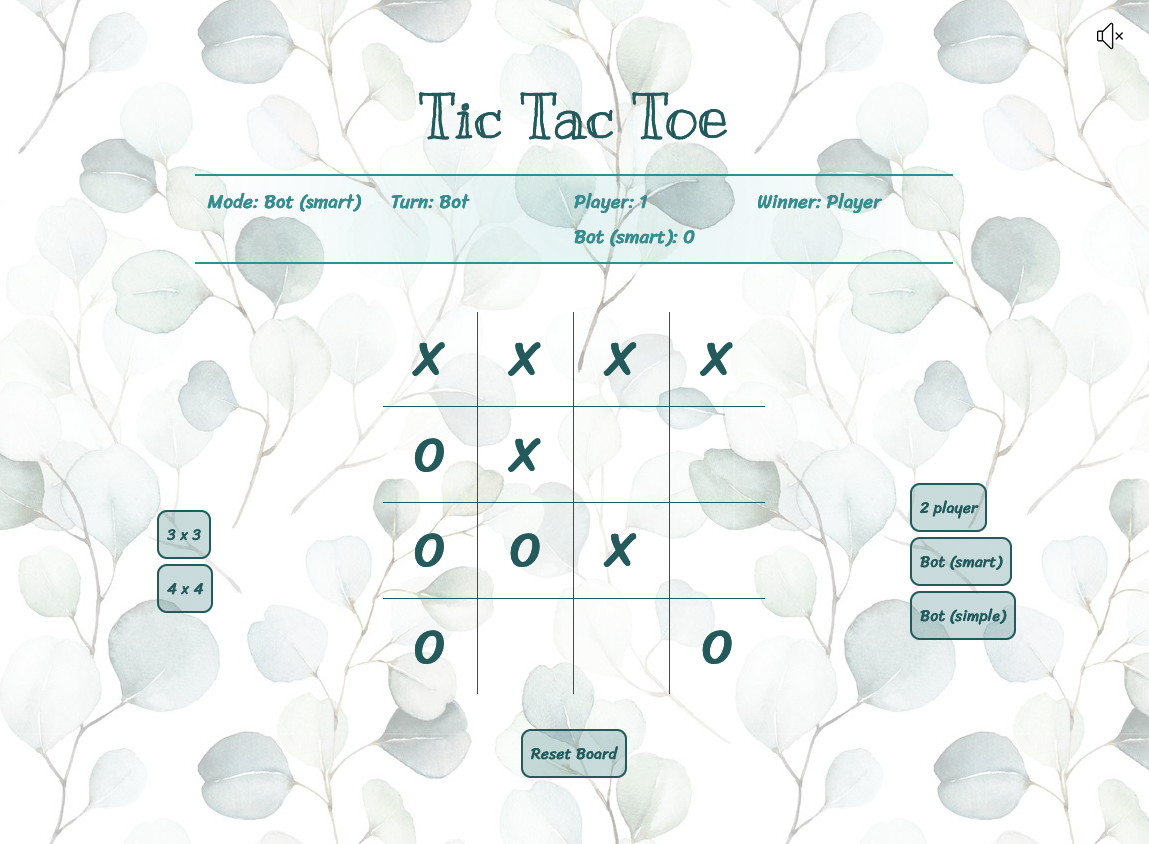 Tic Tac Toe
Mode: Bot (smart) Turn: Bot Player: 1 Winner: Player
Bot (smart): 0
X X X X
O X
O O X
O O
3 x 3
4 x 4
2 player
Bot (smart)
Bot (simple)
Reset Board